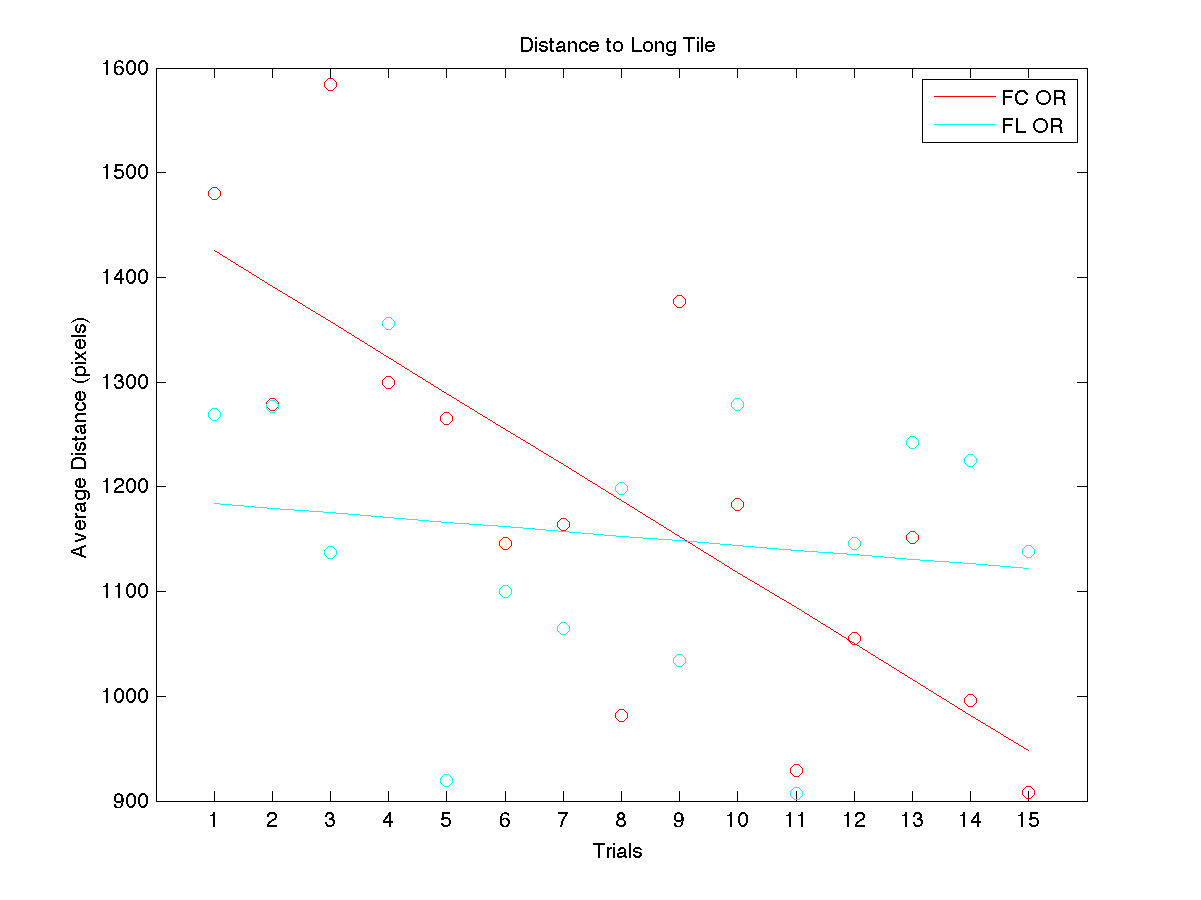 Distance to Long Tile
FC OR
FL OR
1600
1500
1400
1300
1200
1100
1000
900
Average Distance (pixels)
1 2 3 4 5 6 7 8 9 10 11 12 13 14 15
Trials